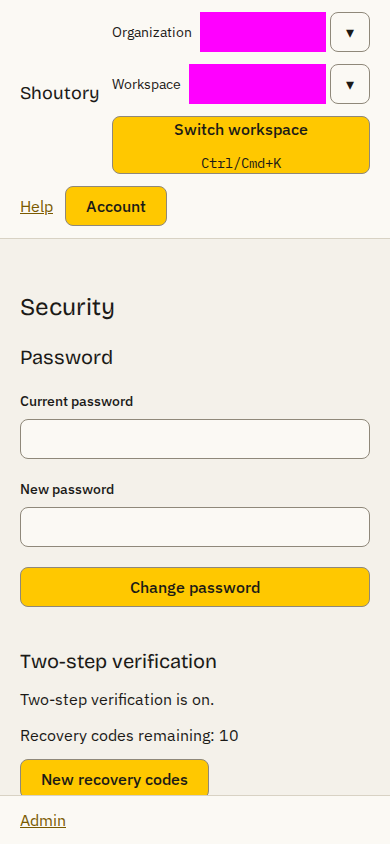 Organization
▼
Workspace
▼
Shoutory
Switch workspace
Ctrl/Cmd+K
Help
Account
Security
Password
Current password
New password
Change password
Two-step verification
Two-step verification is on.
Recovery codes remaining: 10
New recovery codes
Admin